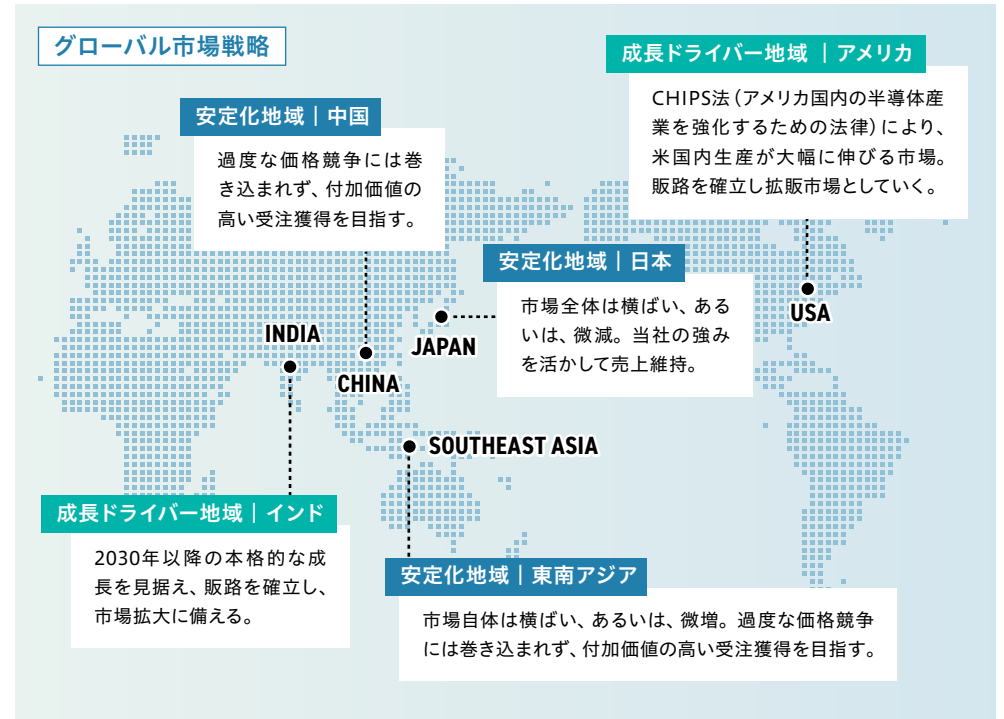 グローバル市場戦略
成長ドライバー地域 | アメリカ
CHIPS法(アメリカ国内の半導体産
業を強化するための法律)により、
米国内生産が大幅に伸びる市場。
販路を確立し拡販市場としていく。
安定化地域 | 中国
過度な価格競争には巻
き込まれず、付加価値の
高い受注獲得を目指す。
安定化地域 | 日本
市場全体は横ばい、ある
いは、微減。当社の強み
を活かして売上維持。
USA
INDIA
JAPAN
CHINA
SOUTHEAST ASIA
成長ドライバー地域 | インド
2030年以降の本格的な成
長を見据え、販路を確立し、
市場拡大に備える。
安定化地域 | 東南アジア
市場自体は横ばい、あるいは、微増。過度な価格競争
には巻き込まれず、付加価値の高い受注獲得を目指す。